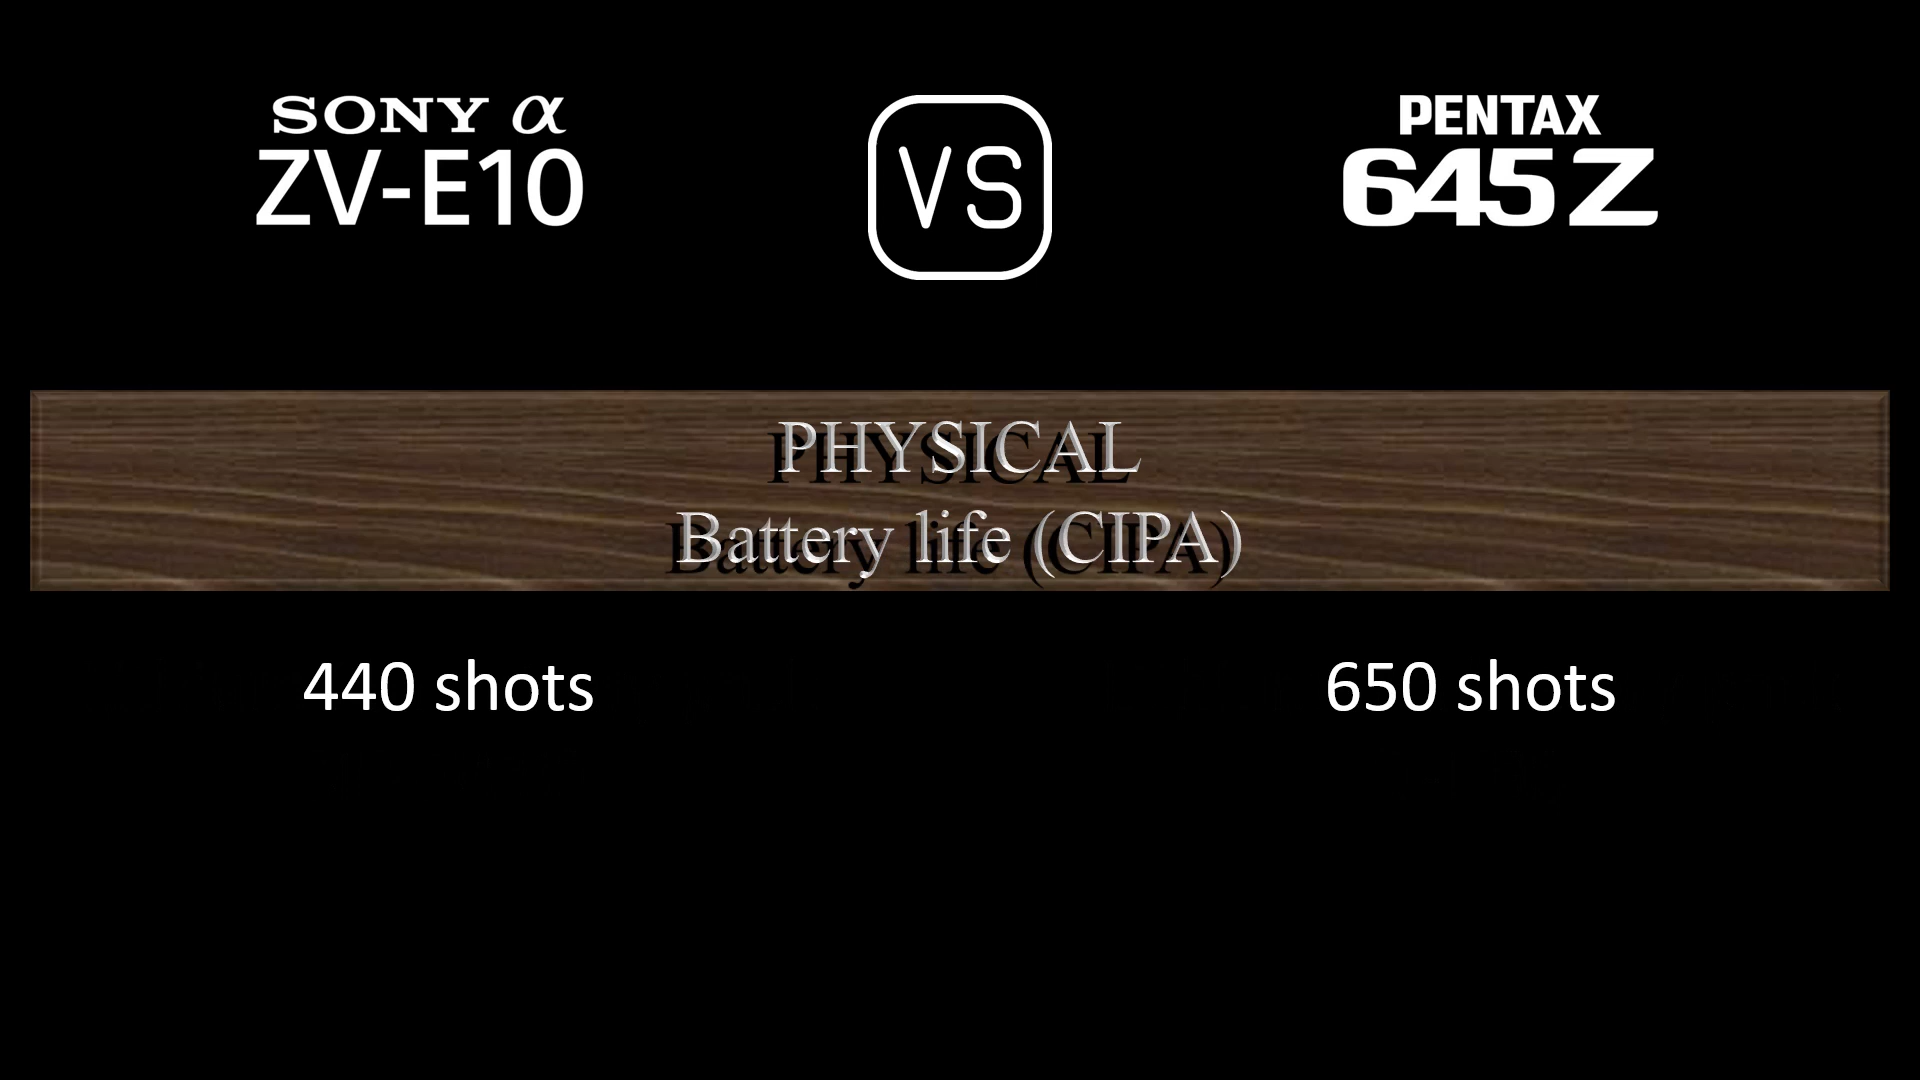 SONY α
ZV-E10
VS
PENTAX
645Z
PHYSICAL
Battery life (CIPA)
440 shots
650 shots